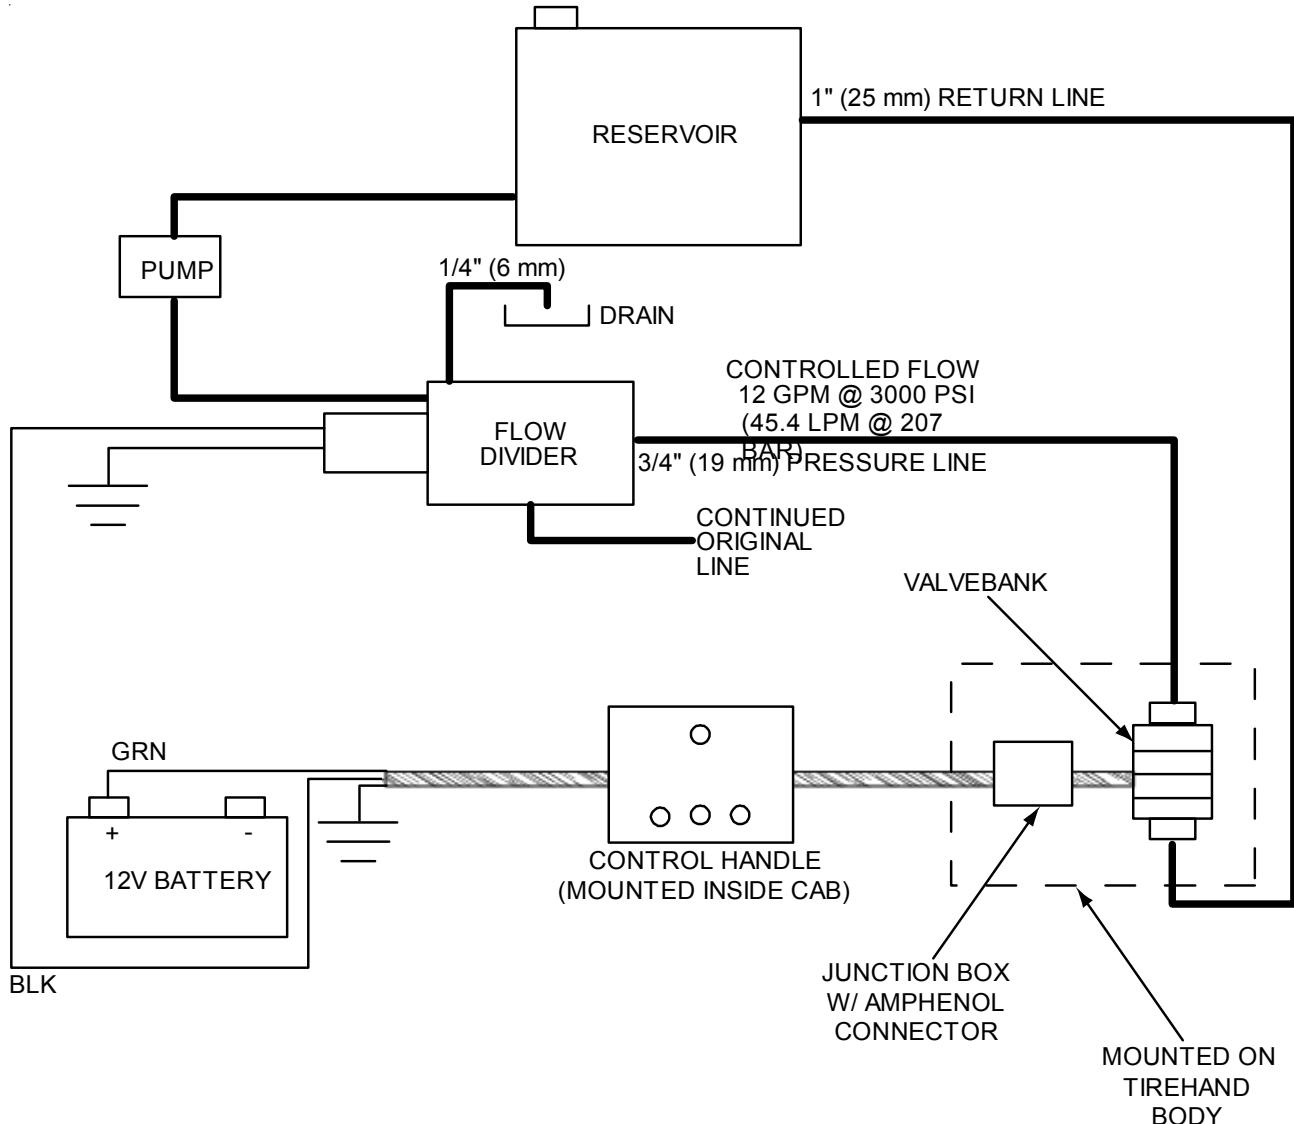 1" (25 mm) RETURN LINE
RESERVOIR
PUMP
1/4" (6 mm)
DRAIN
CONTROLLED FLOW
12 GPM @ 3000 PSI
(45.4 LPM @ 207
BAR)
3/4" (19 mm) PRESSURE LINE
FLOW
DIVIDER
CONTINUED
ORIGINAL
LINE
VALVEBANK
GRN
+ -
12V BATTERY
BLK
CONTROL HANDLE
(MOUNTED INSIDE CAB)
JUNCTION BOX
W/ AMPHENOL
CONNECTOR
MOUNTED ON
TIREHAND
BODY